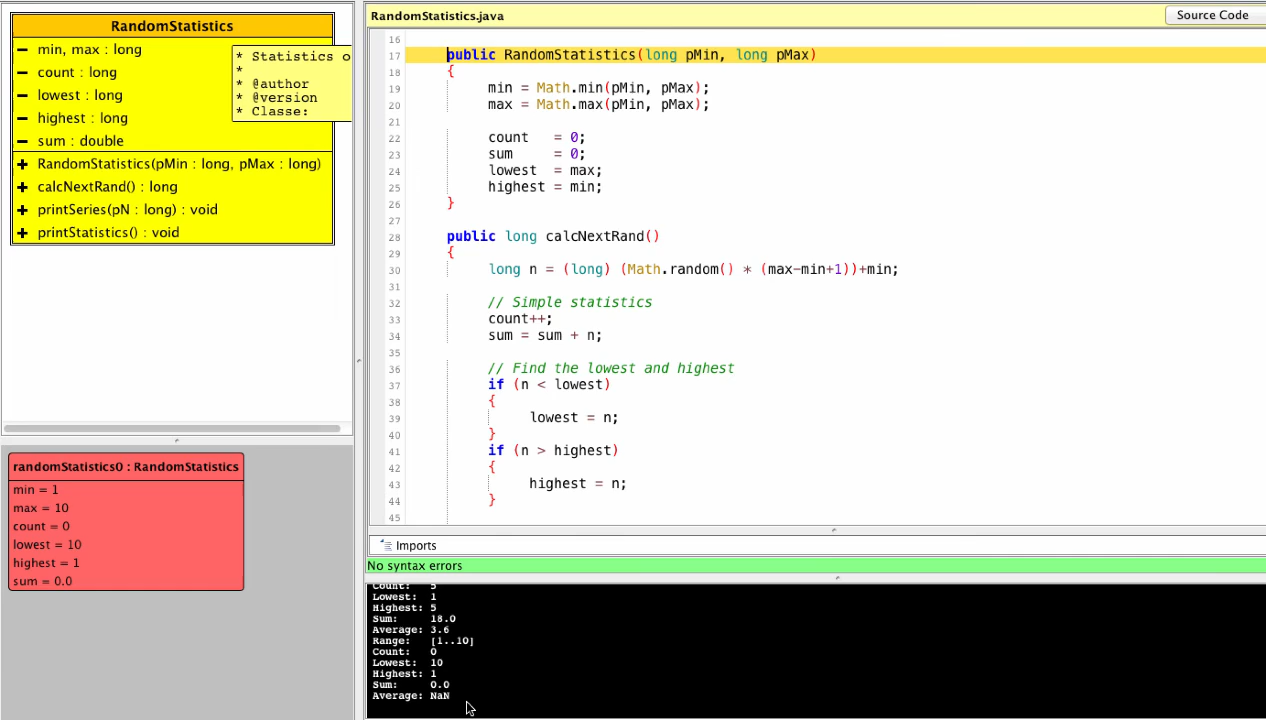 RandomStatistics
− min, max : long
− count : long
− lowest : long
− highest : long
− sum : double
+ RandomStatistics(pMin : long, pMax : long)
+ calcNextRand() : long
+ printSeries(pN : long) : void
+ printStatistics() : void
* Statistics o
*
* @author
* @version
* Classe:
randomStatistics0 : RandomStatistics
min = 1
max = 10
count = 0
lowest = 10
highest = 1
sum = 0.0
RandomStatistics.java
Source Code
16
17 public RandomStatistics(long pMin, long pMax)
18 {
19 min = Math.min(pMin, pMax);
20 max = Math.max(pMin, pMax);
21
22 count = 0;
23 sum = 0;
24 lowest = max;
25 highest = min;
26 }
27
28 public long calcNextRand()
29 {
30 long n = (long) (Math.random() * (max-min+1))+min;
31
32 // Simple statistics
33 count++;
34 sum = sum + n;
35
36 // Find the lowest and highest
37 if (n < lowest)
38 {
39 lowest = n;
40 }
41 if (n > highest)
42 {
43 highest = n;
44 }
45
Imports
No syntax errors
Count: 5
Lowest: 1
Highest: 5
Sum: 18.0
Average: 3.6
Range: [1..10]
Count: 0
Lowest: 10
Highest: 1
Sum: 0.0
Average: NaN